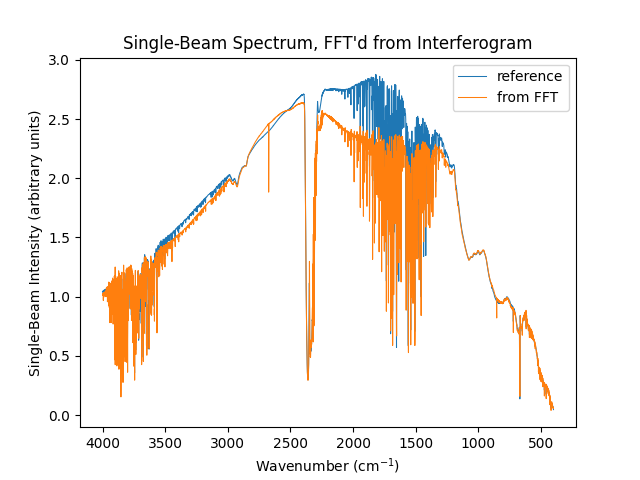 Single-Beam Spectrum, FFT'd from Interferogram
reference
from FFT
Single-Beam Intensity (arbitrary units)
3.0
2.5
2.0
1.5
1.0
0.5
0.0
4000 3500 3000 2500 2000 1500 1000 500
Wavenumber (cm⁻¹)